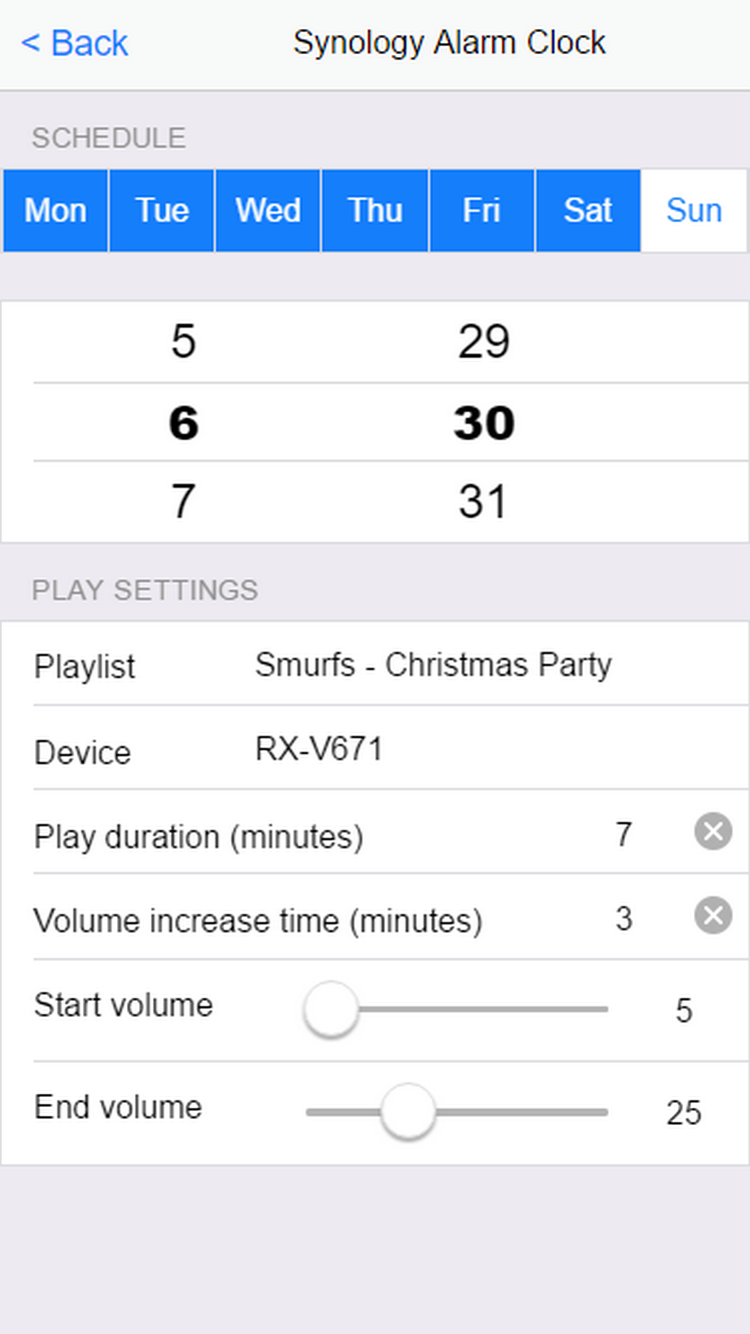 < Back Synology Alarm Clock
SCHEDULE
Mon Tue Wed Thu Fri Sat Sun
5 29
6 30
7 31
PLAY SETTINGS
Playlist Smurfs - Christmas Party
Device RX-V671
Play duration (minutes) 7
Volume increase time (minutes) 3
Start volume 5
End volume 25